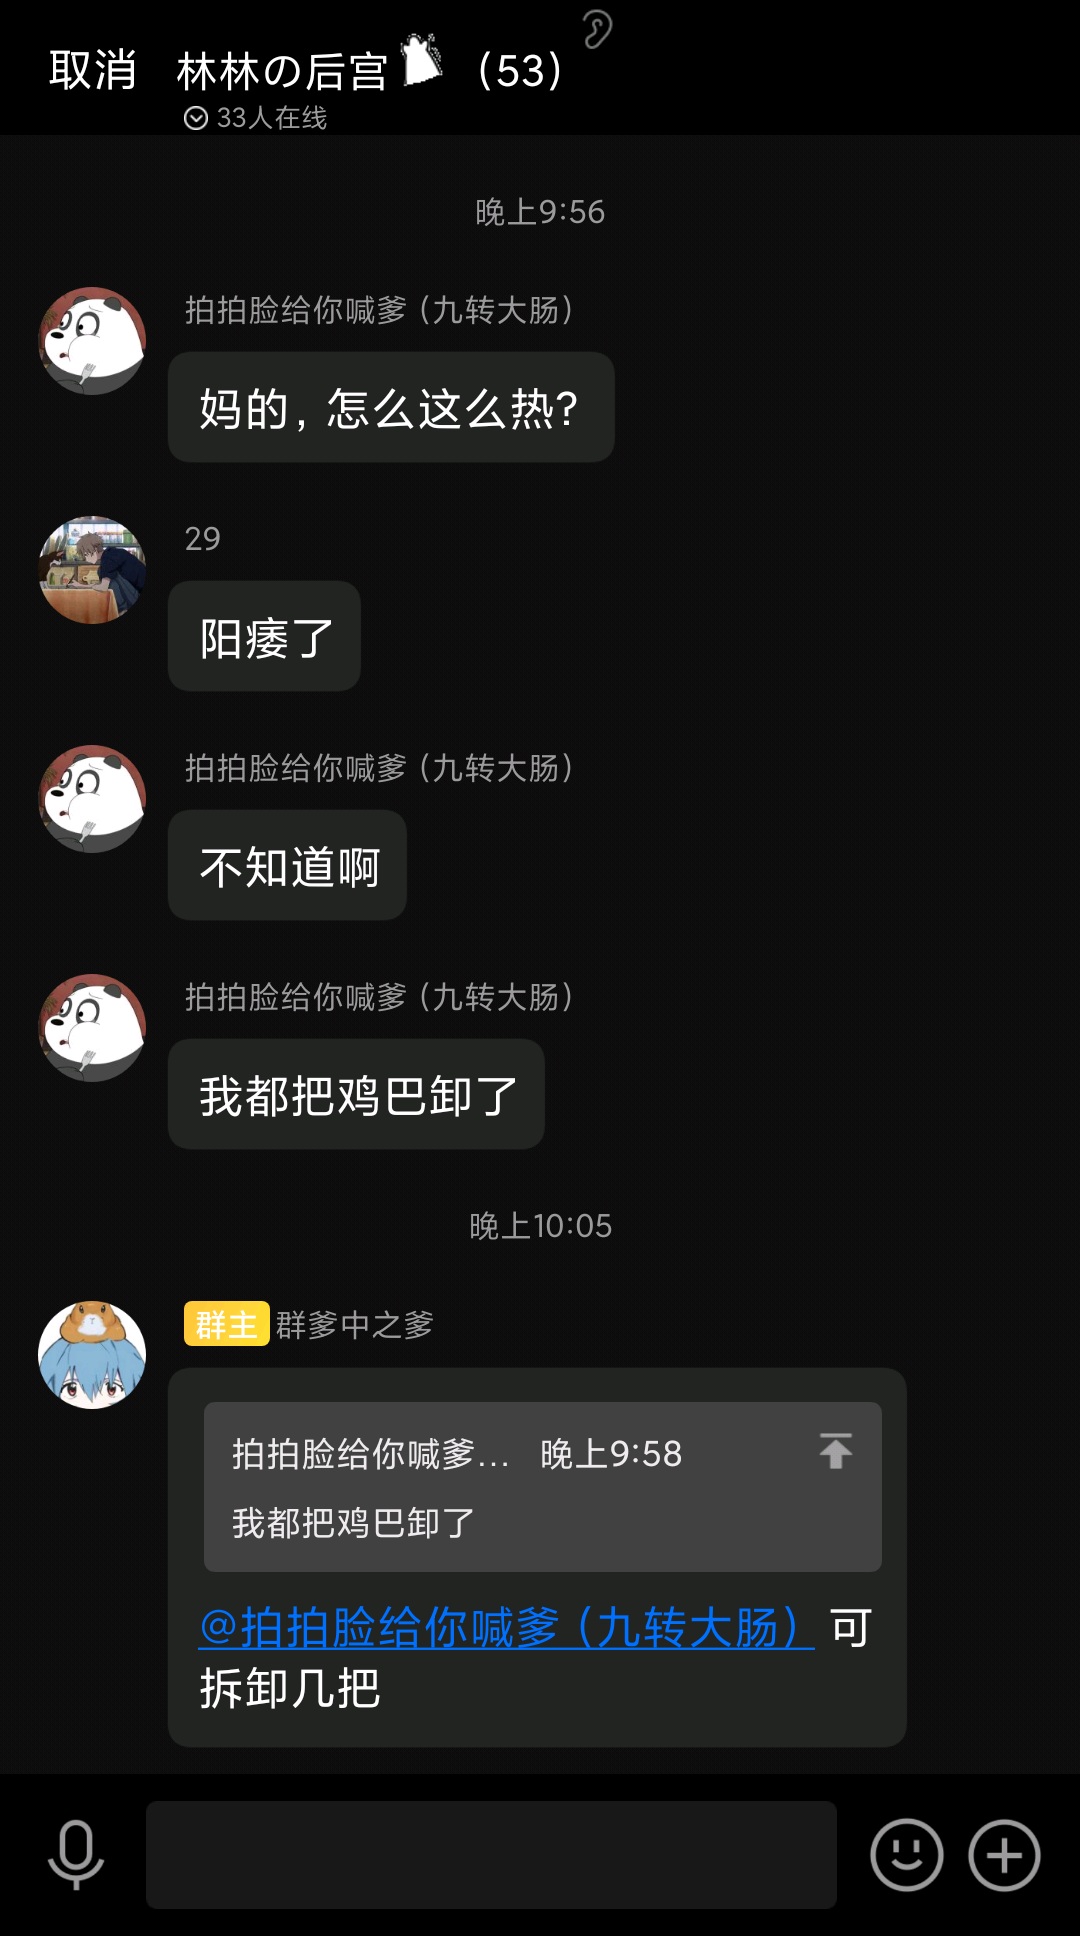 取消 林林の后宫 (53)
33人在线
晚上9:56
拍拍脸给你喊爹（九转大肠）
妈的，怎么这么热？
29
阳痿了
拍拍脸给你喊爹（九转大肠）
不知道啊
拍拍脸给你喊爹（九转大肠）
我都把鸡巴卸了
晚上10:05
群主 群爹中之爹
拍拍脸给你喊爹... 晚上9:58
我都把鸡巴卸了
@拍拍脸给你喊爹（九转大肠） 可
拆卸几把